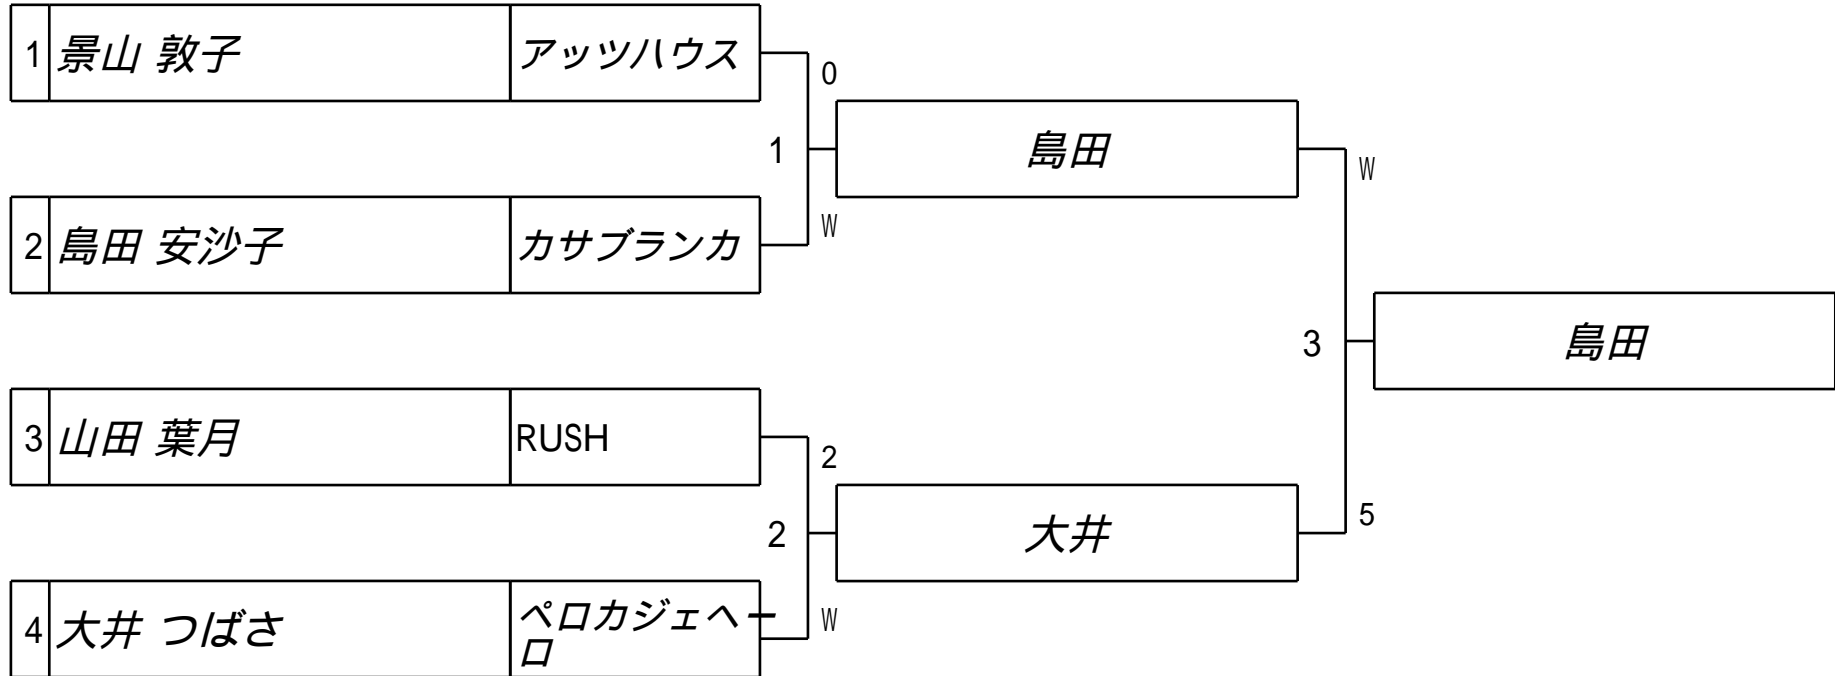 1 景山 敦子 アッツハウス
0
島田
1
W
W
2 島田 安沙子 カサブランカ
3
島田
3 山田 葉月 RUSH
2
大井
5
2
4 大井 つばさ ペロカジェヘー
ロ
W